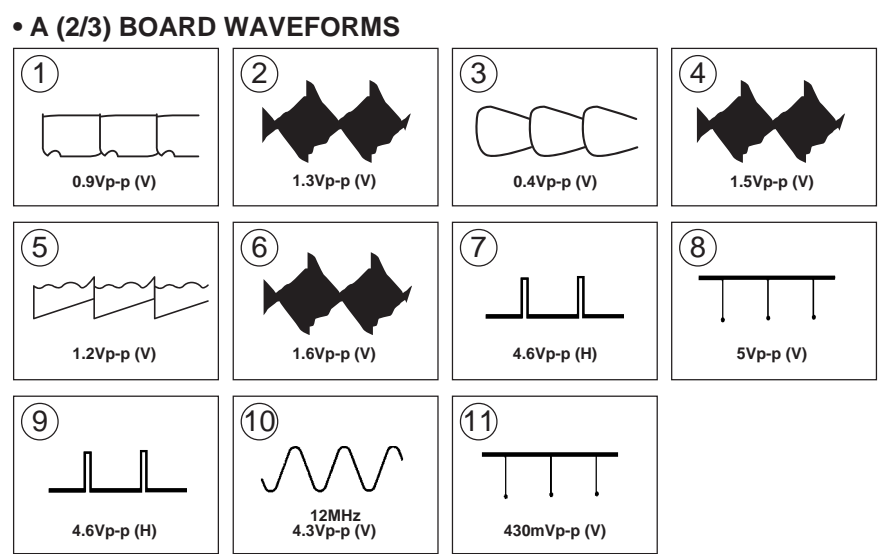 • A (2/3) BOARD WAVEFORMS
1
0.9Vp-p (V)
2
1.3Vp-p (V)
3
0.4Vp-p (V)
4
1.5Vp-p (V)
5
1.2Vp-p (V)
6
1.6Vp-p (V)
7
4.6Vp-p (H)
8
5Vp-p (V)
9
4.6Vp-p (H)
10
12MHz
4.3Vp-p (V)
11
430mVp-p (V)